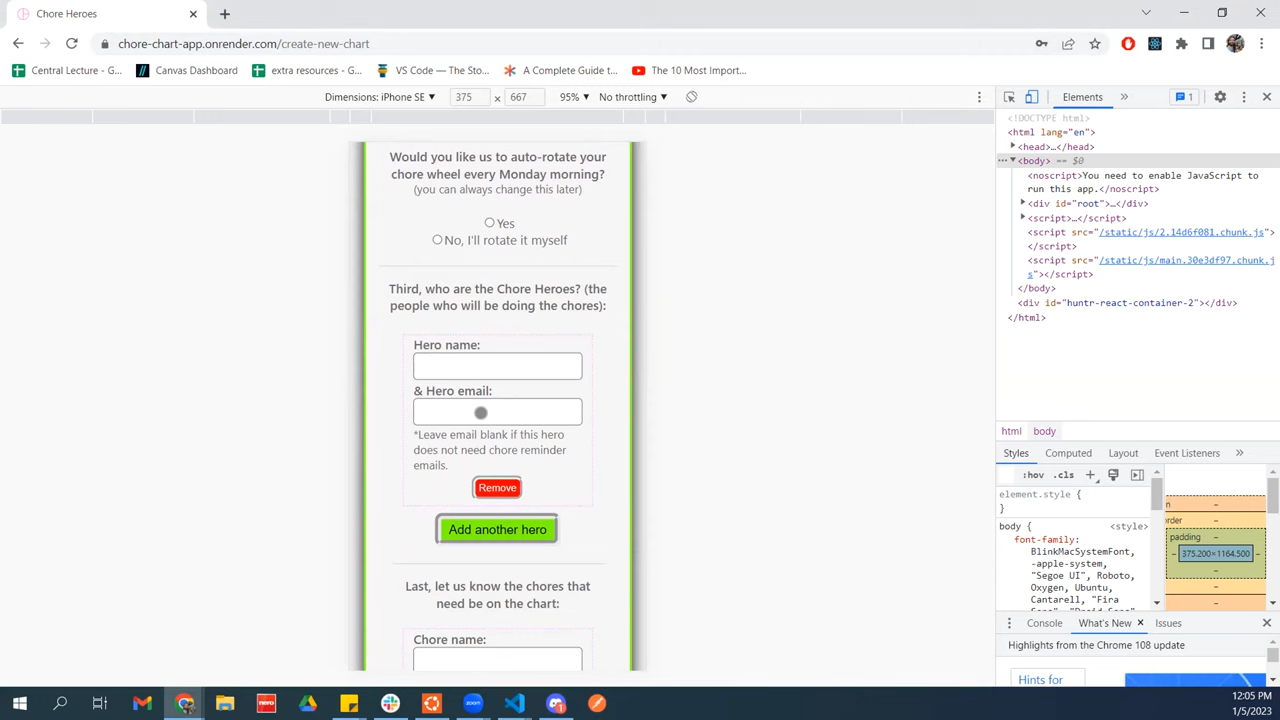 Chore Heroes
chore-chart-app.onrender.com/create-new-chart
Central Lecture - G...
Canvas Dashboard
extra resources - G...
VS Code — The Sto...
A Complete Guide t...
The 10 Most Import...
Dimensions: iPhone SE
375
×
667
95%
No throttling
Would you like us to auto-rotate your
chore wheel every Monday morning?
(you can always change this later)
Yes
No, I'll rotate it myself
Third, who are the Chore Heroes? (the
people who will be doing the chores):
Hero name:
& Hero email:
*Leave email blank if this hero
does not need chore reminder
emails.
Remove
Add another hero
Last, let us know the chores that
need be on the chart:
Chore name:
Elements
1
<!DOCTYPE html>
<html lang="en">
<head>…</head>
<body> == $0
<noscript>You need to enable JavaScript to
run this app.</noscript>
<div id="root">…</div>
<script>…</script>
<script src="/static/js/2.14d6f081.chunk.js">
</script>
<script src="/static/js/main.30e3df97.chunk.j
s"></script>
</body>
<div id="huntr-react-container-2"></div>
</html>
html
body
Styles
Computed
Layout
Event Listeners
:hov
.cls
element.style {
}
body {
<style>
font-family:
BlinkMacSystemFont,
-apple-system,
"Segoe UI", Roboto,
Oxygen, Ubuntu,
Cantarell, "Fira
padding
375.200×1164.500
Console
What's New
Issues
Highlights from the Chrome 108 update
Hints for
12:05 PM
1/5/2023